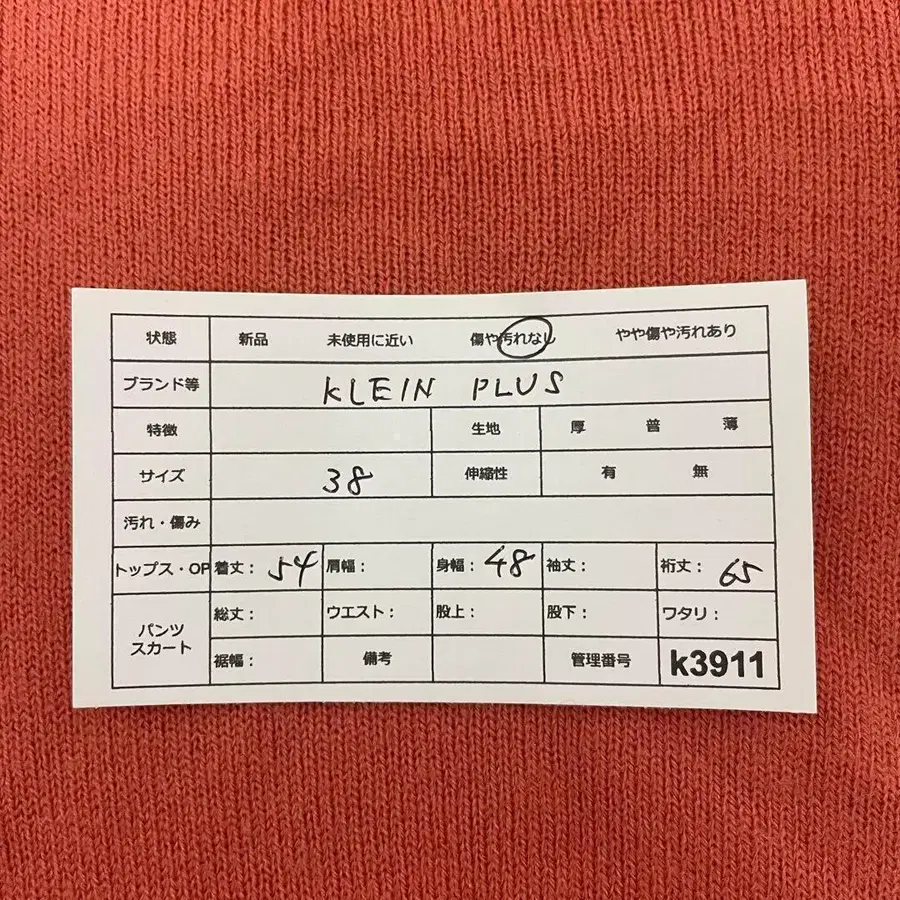 状態 新品 未使用に近い 傷や汚れなし やや傷や汚れあり
ブランド等 KLEIN PLUS
特徴 生地 厚 普 薄
サイズ 38 伸縮性 有 無
汚れ・傷み
トップス・OP 着丈: 54 肩幅: 身幅: 48 袖丈: 裄丈: 65
パンツ スカート 総丈: ウエスト: 股上: 股下: ワタリ:
裾幅: 備考 管理番号 k3911